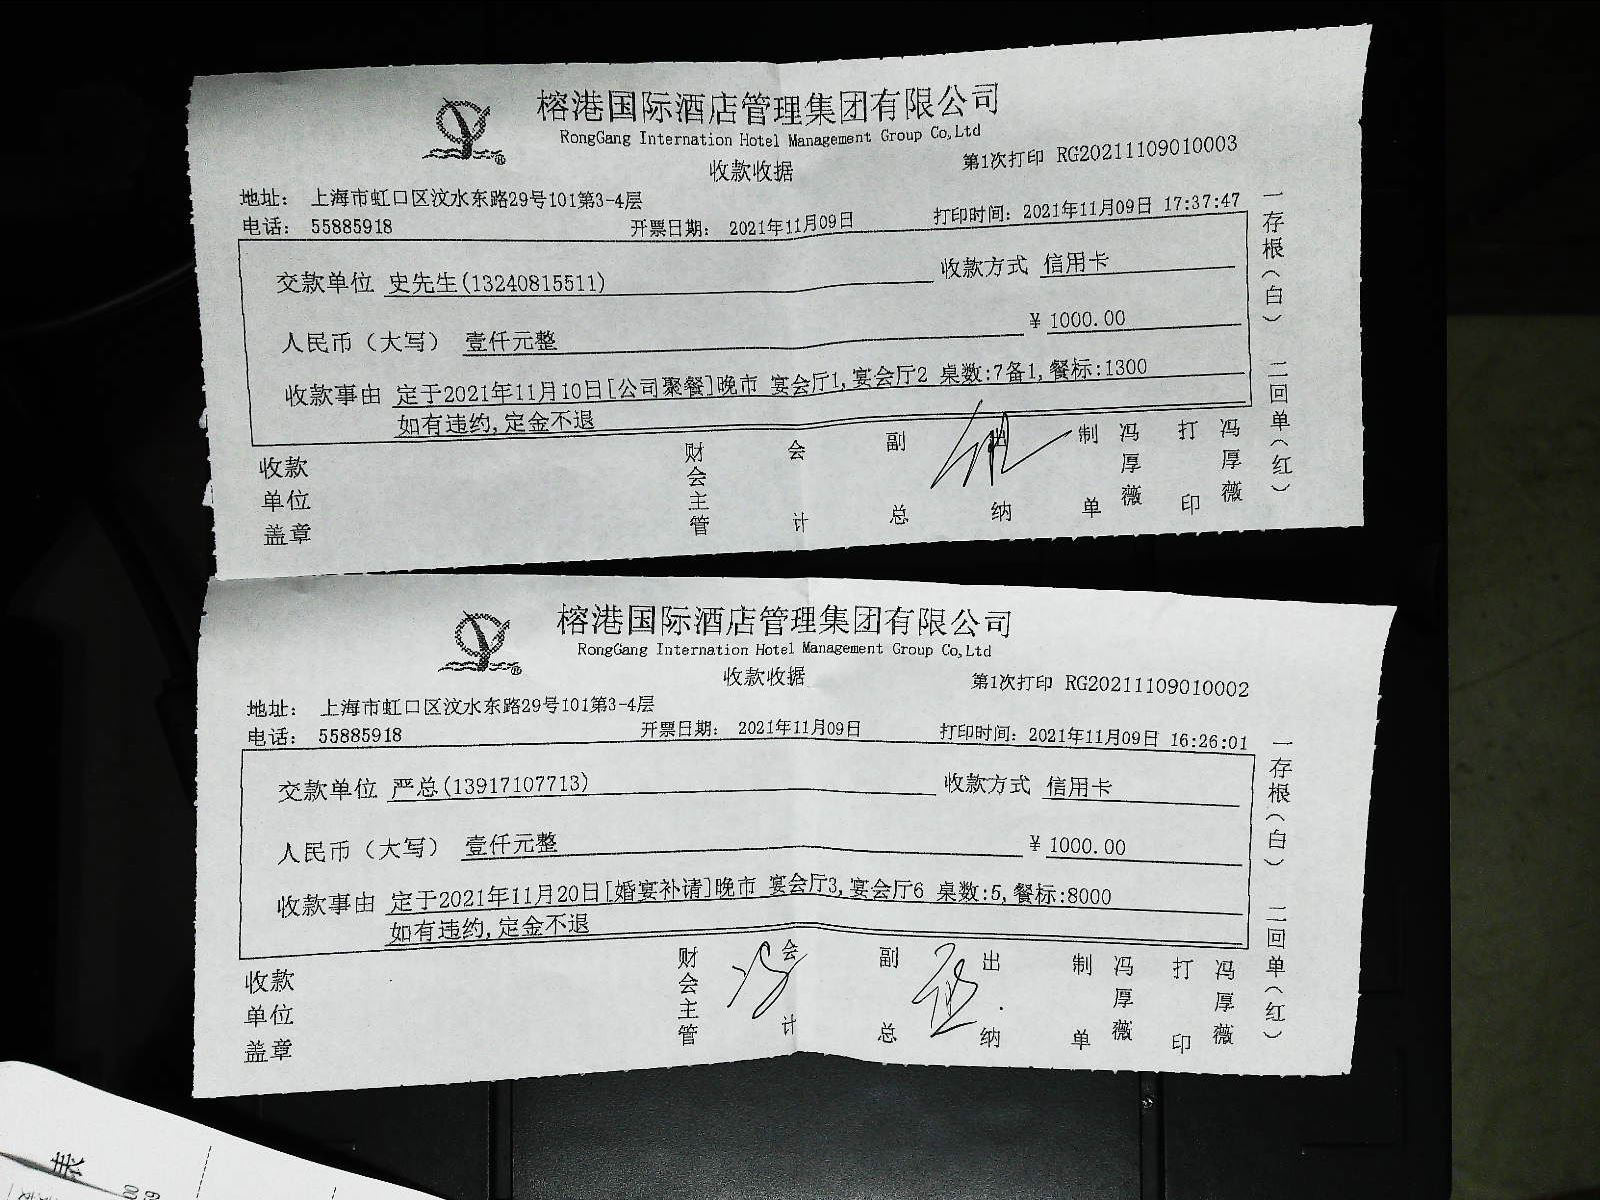 榕港国际酒店管理集团有限公司
RongGang Internation Hotel Management Group Co,Ltd
收款收据
第1次打印 RG20211109010003
地址： 上海市虹口区汶水东路29号101第3-4层
电话： 55885918 开票日期： 2021年11月09日 打印时间：2021年11月09日 17:37:47
交款单位 史先生(13240815511) 收款方式 信用卡
人民币（大写） 壹仟元整 ¥ 1000.00
收款事由 定于2021年11月10日[公司聚餐]晚市 宴会厅1,宴会厅2 桌数:7备1,餐标:1300
如有违约,定金不退
收款单位盖章 财会主管 会计 副总 出纳 制单 冯厚薇 打印 冯厚薇
一存根（白） 二回单（红）
榕港国际酒店管理集团有限公司
RongGang Internation Hotel Management Group Co,Ltd
收款收据
第1次打印 RG20211109010002
地址： 上海市虹口区汶水东路29号101第3-4层
电话： 55885918 开票日期： 2021年11月09日 打印时间：2021年11月09日 16:26:01
交款单位 严总(13917107713) 收款方式 信用卡
人民币（大写） 壹仟元整 ¥ 1000.00
收款事由 定于2021年11月20日[婚宴补请]晚市 宴会厅3,宴会厅6 桌数:5,餐标:8000
如有违约,定金不退
收款单位盖章 财会主管 会计 副总 出纳 制单 冯厚薇 打印 冯厚薇
一存根（白） 二回单（红）